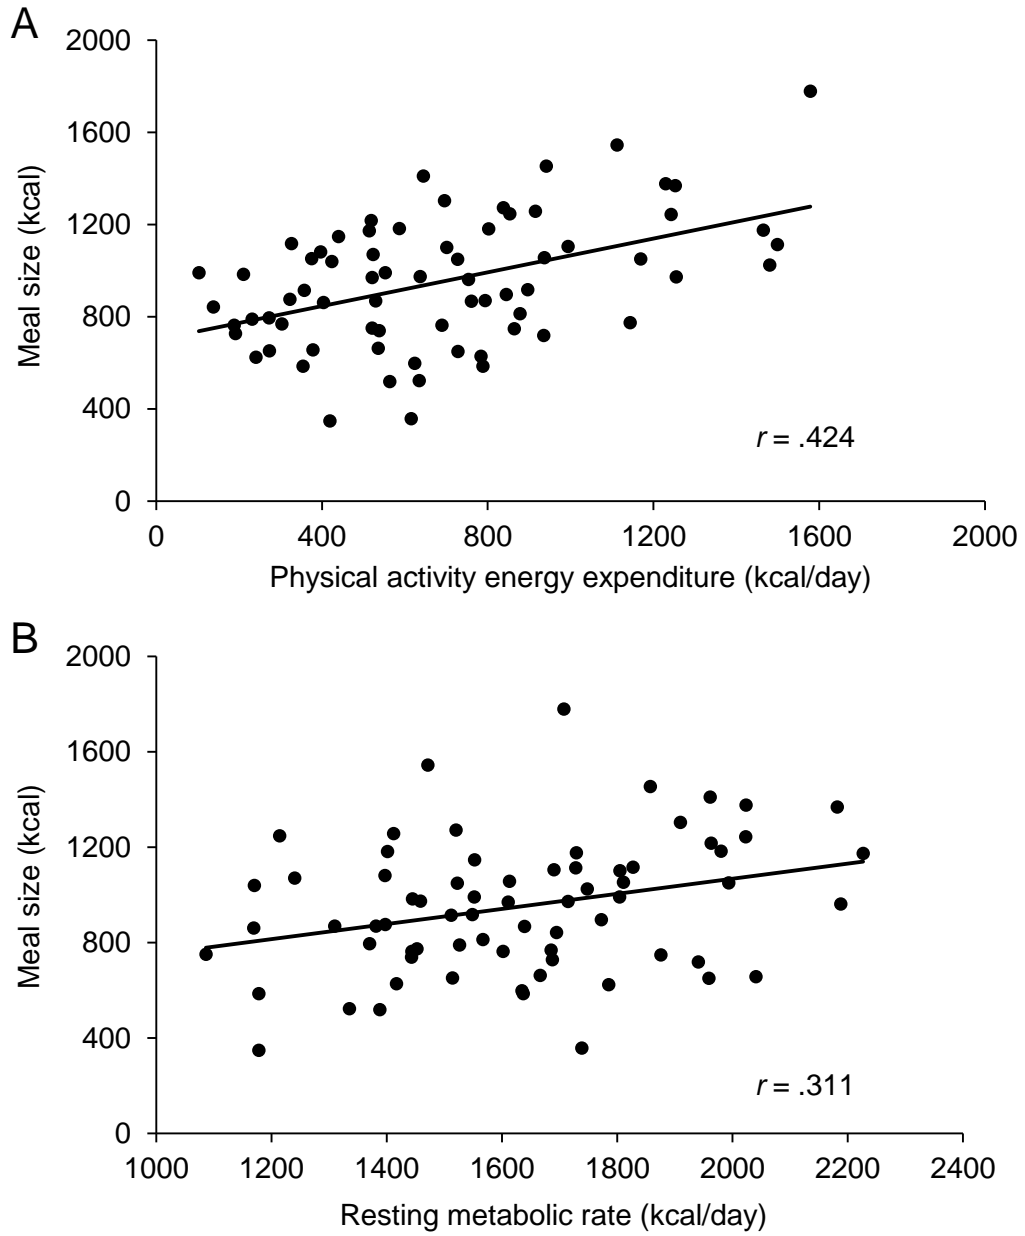 A
2000
1600
1200
800
400
0
Meal size (kcal)
r = .424
0 400 800 1200 1600 2000
Physical activity energy expenditure (kcal/day)
B
2000
1600
1200
800
400
0
Meal size (kcal)
r = .311
1000 1200 1400 1600 1800 2000 2200 2400
Resting metabolic rate (kcal/day)